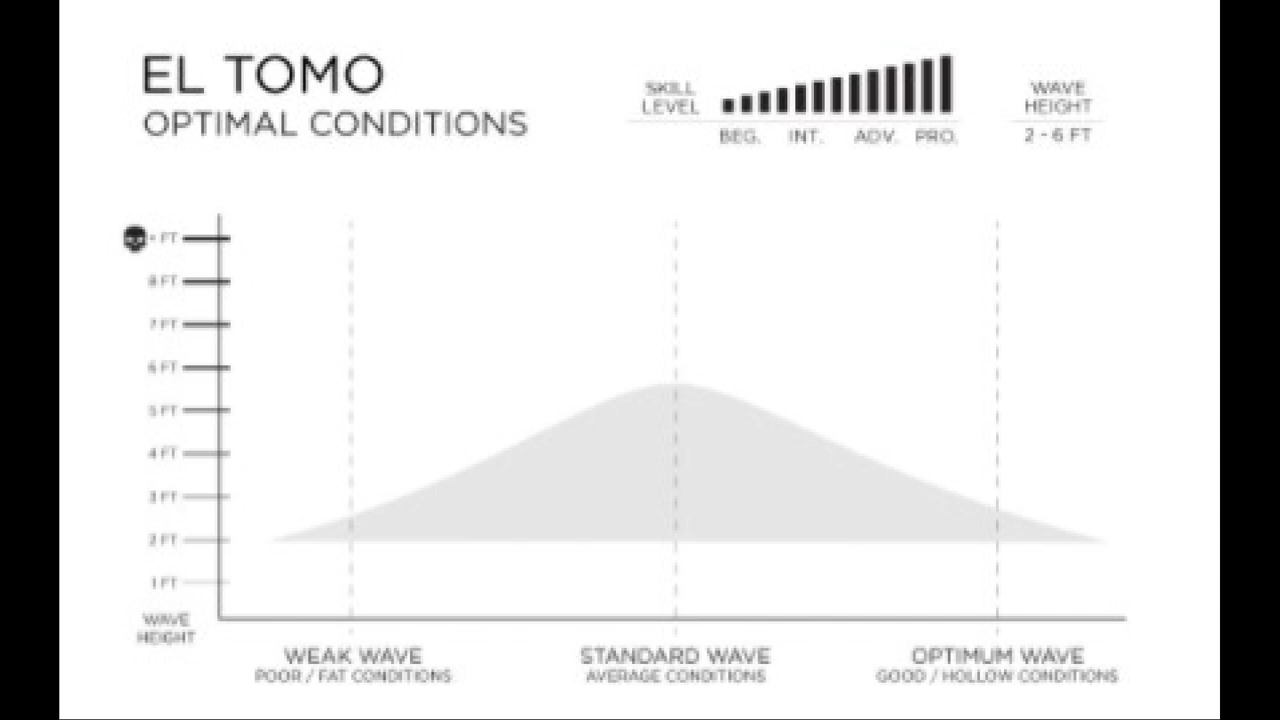 EL TOMO
OPTIMAL CONDITIONS
SKILL
LEVEL
BEG. INT. ADV. PRO.
WAVE
HEIGHT
2 - 6 FT
- FT
8 FT
7 FT
6 FT
5 FT
4 FT
3 FT
2 FT
1 FT
WAVE
HEIGHT
WEAK WAVE
POOR / FAT CONDITIONS
STANDARD WAVE
AVERAGE CONDITIONS
OPTIMUM WAVE
GOOD / HOLLOW CONDITIONS